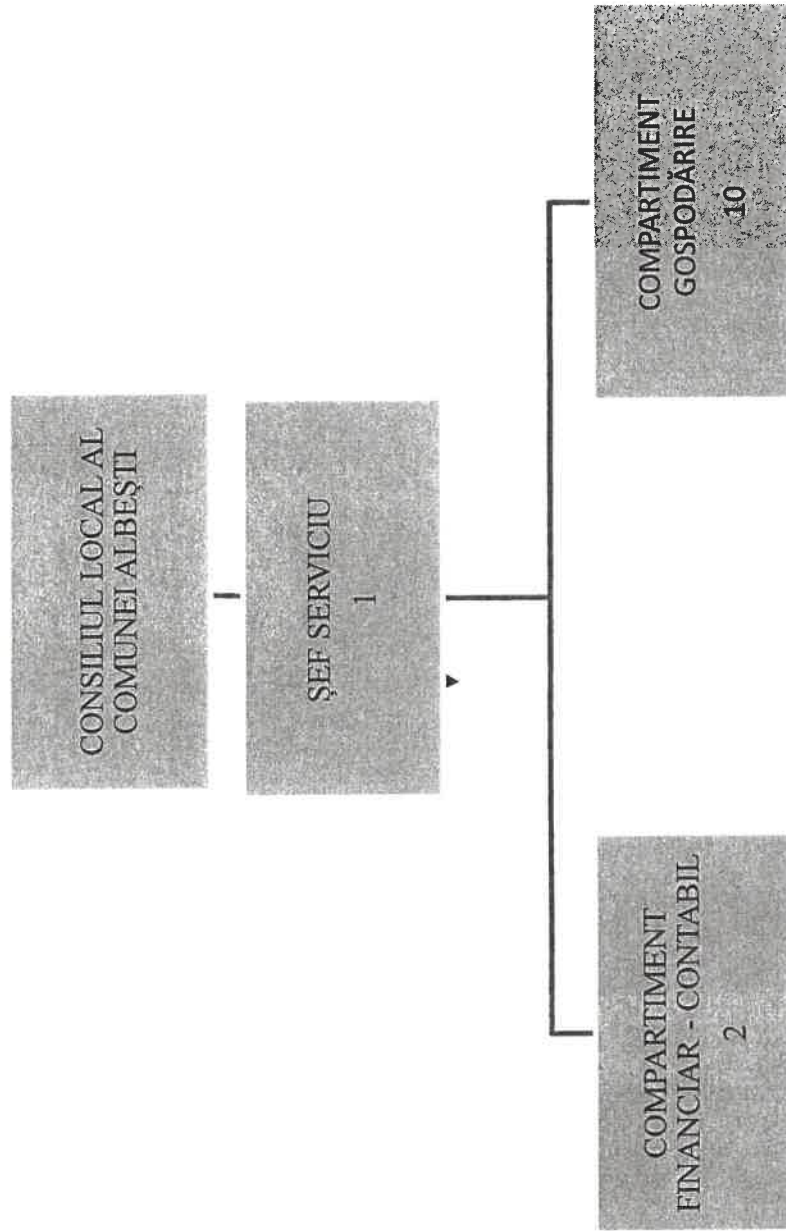 CONSILIUL LOCAL AL
COMUNEI ALBEȘTI
ȘEF SERVICIU
1
COMPARTIMENT
FINANCIAR - CONTABIL
2
COMPARTIMENT
GOSPODĂRIRE
10